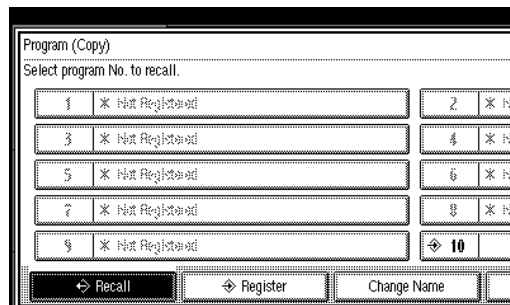 Program (Copy)
Select program No. to recall.
1 * Not Registered 2 * N
3 * Not Registered 4 * N
5 * Not Registered 6 * N
7 * Not Registered 8 * N
9 * Not Registered 10
Recall Register Change Name